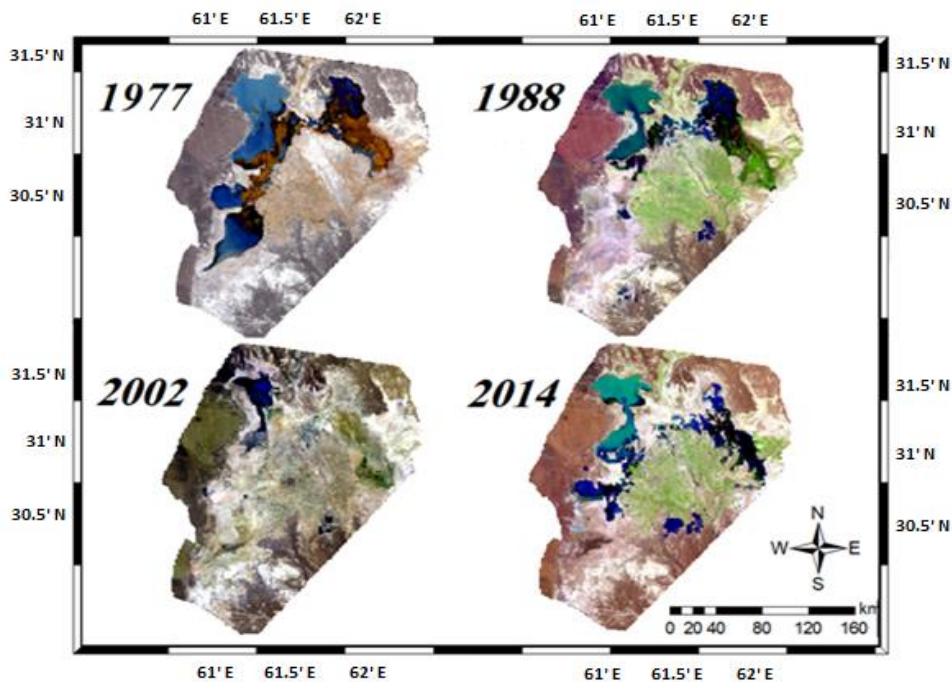 61' E 61.5' E 62' E 61' E 61.5' E 62' E
31.5' N 31.5' N
1977 1988
31' N 31' N
30.5' N 30.5' N
2002 2014
31.5' N 31.5' N
31' N 31' N
30.5' N 30.5' N
N
W E
S
km
0 20 40 80 120 160
61' E 61.5' E 62' E 61' E 61.5' E 62' E